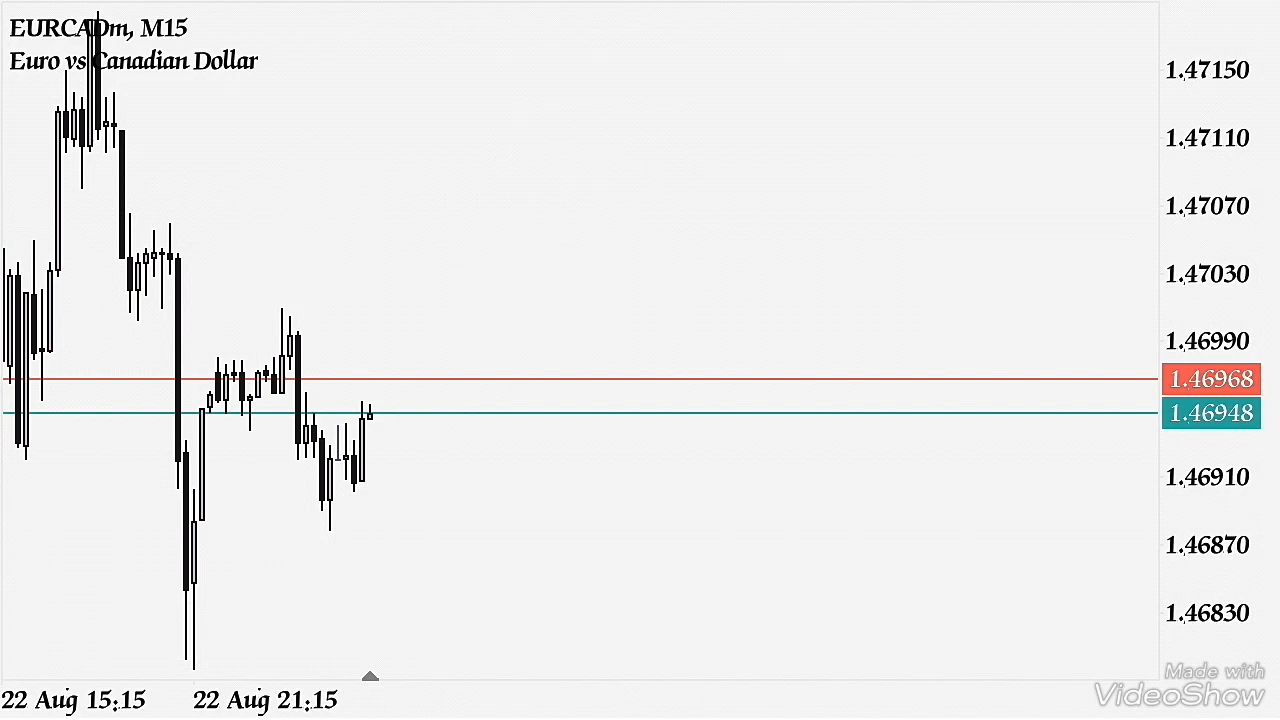 EURCADm, M15
Euro vs Canadian Dollar
1.47150
1.47110
1.47070
1.47030
1.46990
1.46968
1.46948
1.46910
1.46870
1.46830
22 Aug 15:15
22 Aug 21:15
Made with
VideoShow